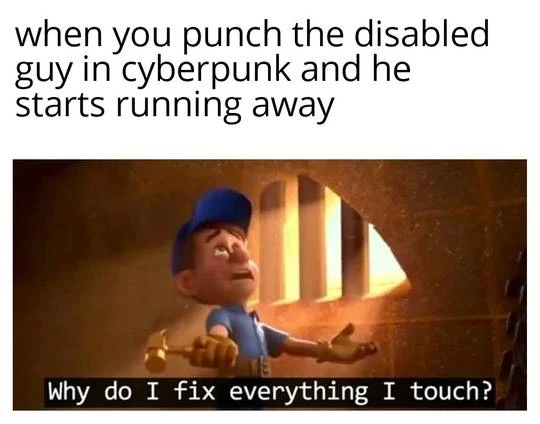 when you punch the disabled
guy in cyberpunk and he
starts running away
Why do I fix everything I touch?